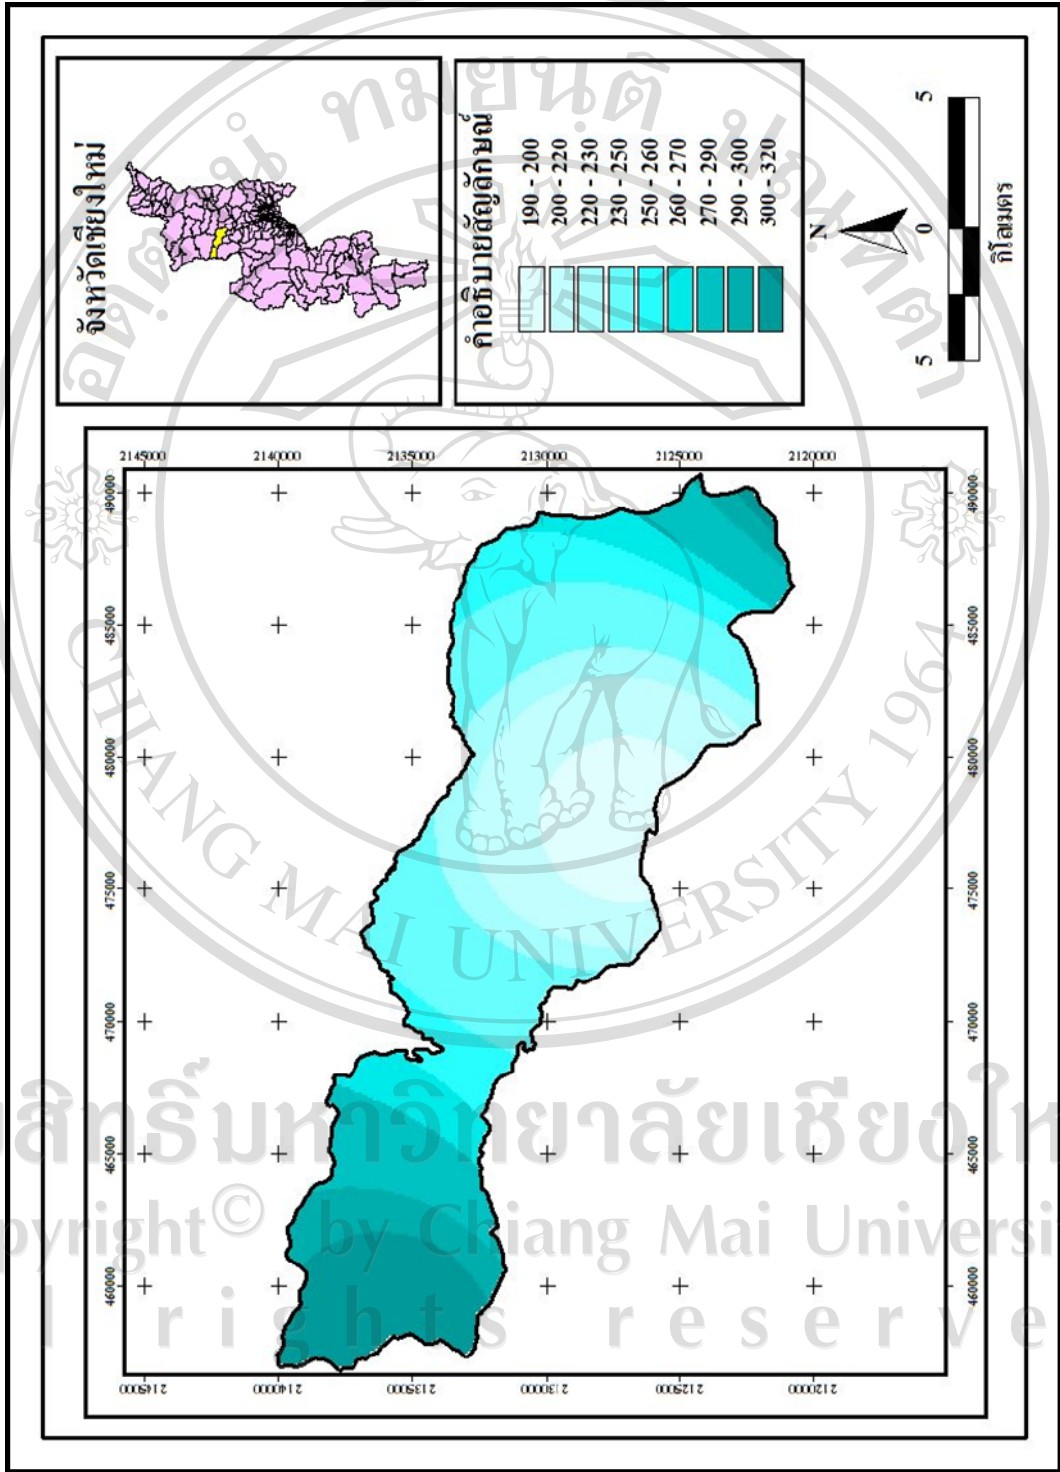 จังหวัดเชียงใหม่
คำอธิบายสัญลักษณ์
190 - 200
200 - 220
220 - 230
230 - 250
250 - 260
260 - 270
270 - 290
290 - 300
300 - 320
N
5 0 5
กิโลเมตร
460000 465000 470000 475000 480000 485000 490000
2145000 2145000
2140000 2140000
2135000 2135000
2130000 2130000
2125000 2125000
2120000 2120000
460000 465000 470000 475000 480000 485000 490000
CHIANG MAI UNIVERSITY 1964
สิทธิ์มหาวิทยาลัยเชียงให
pyright © by Chiang Mai Universi
l rights reserve